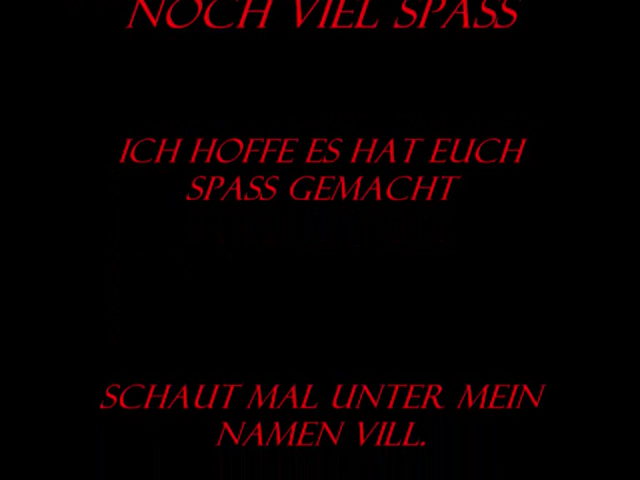 NOCH VIEL SPASS
ICH HOFFE ES HAT EUCH
SPASS GEMACHT
SCHAUT MAL UNTER MEIN
NAMEN VILL.